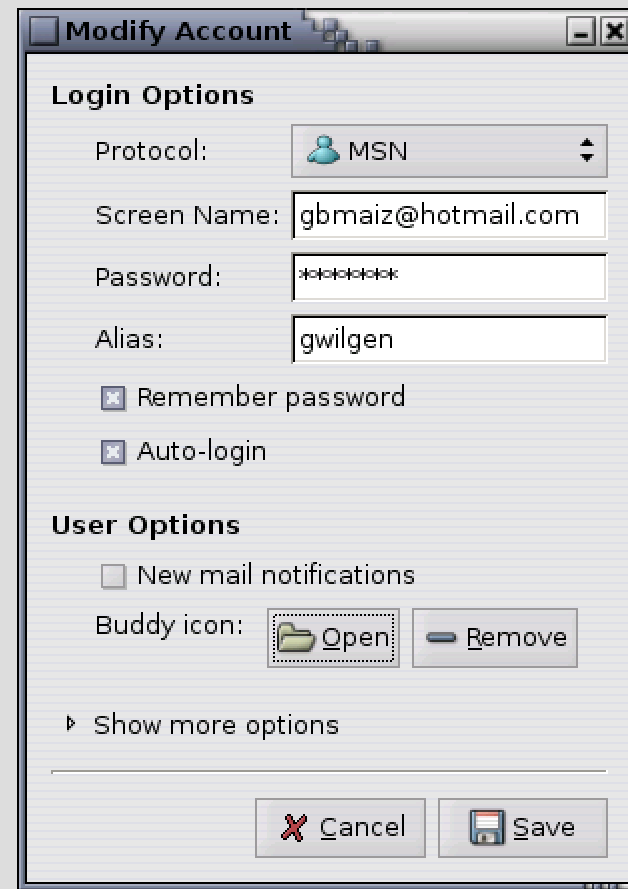 Modify Account
Login Options
Protocol: MSN
Screen Name: gbmaiz@hotmail.com
Password: ********
Alias: gwilgen
Remember password
Auto-login
User Options
New mail notifications
Buddy icon: Open Remove
Show more options
Cancel Save